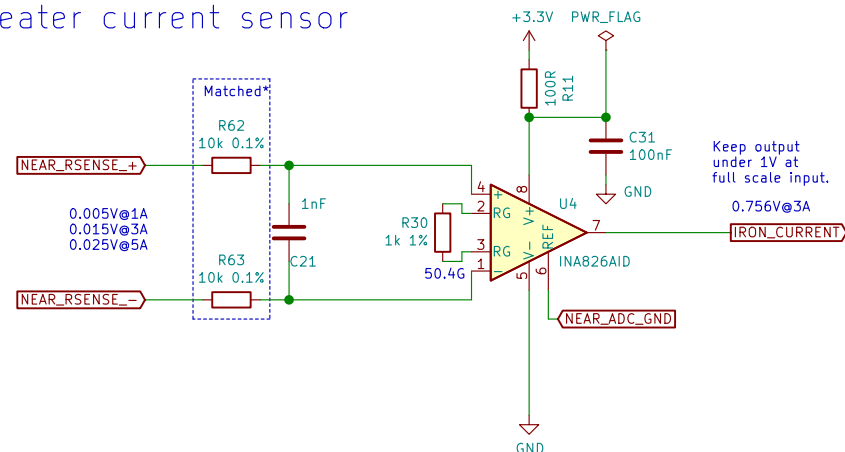 eater current sensor
+3.3V PWR_FLAG
100R
R11
Matched*
R62
10k 0.1%
C31
100nF
GND
Keep output
under 1V at
full scale input.
0.756V@3A
NEAR_RSENSE_+
0.005V@1A
0.015V@3A
0.025V@5A
1nF
C21
R63
10k 0.1%
NEAR_RSENSE_-
R30
1k 1%
50.4G
4
2
3
1
+
RG
RG
-
8
V+
V-
5
REF
6
U4
7
INA826AID
IRON_CURRENT
NEAR_ADC_GND
GND